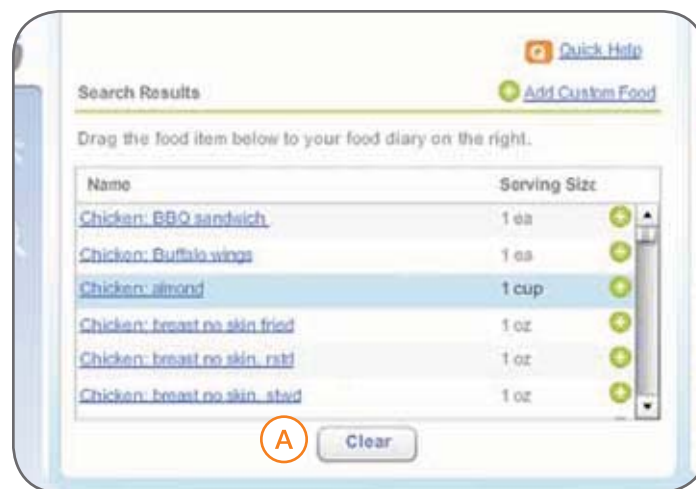 Quick Help
Search Results Add Custom Food
Drag the food item below to your food diary on the right.
Name Serving Size
Chicken: BBQ sandwich 1 ea
Chicken: Buffalo wings 1 ea
Chicken: almond 1 cup
Chicken: breast no skin fried 1 oz
Chicken: breast no skin, rstd 1 oz
Chicken: breast no skin, stwd 1 oz
A Clear